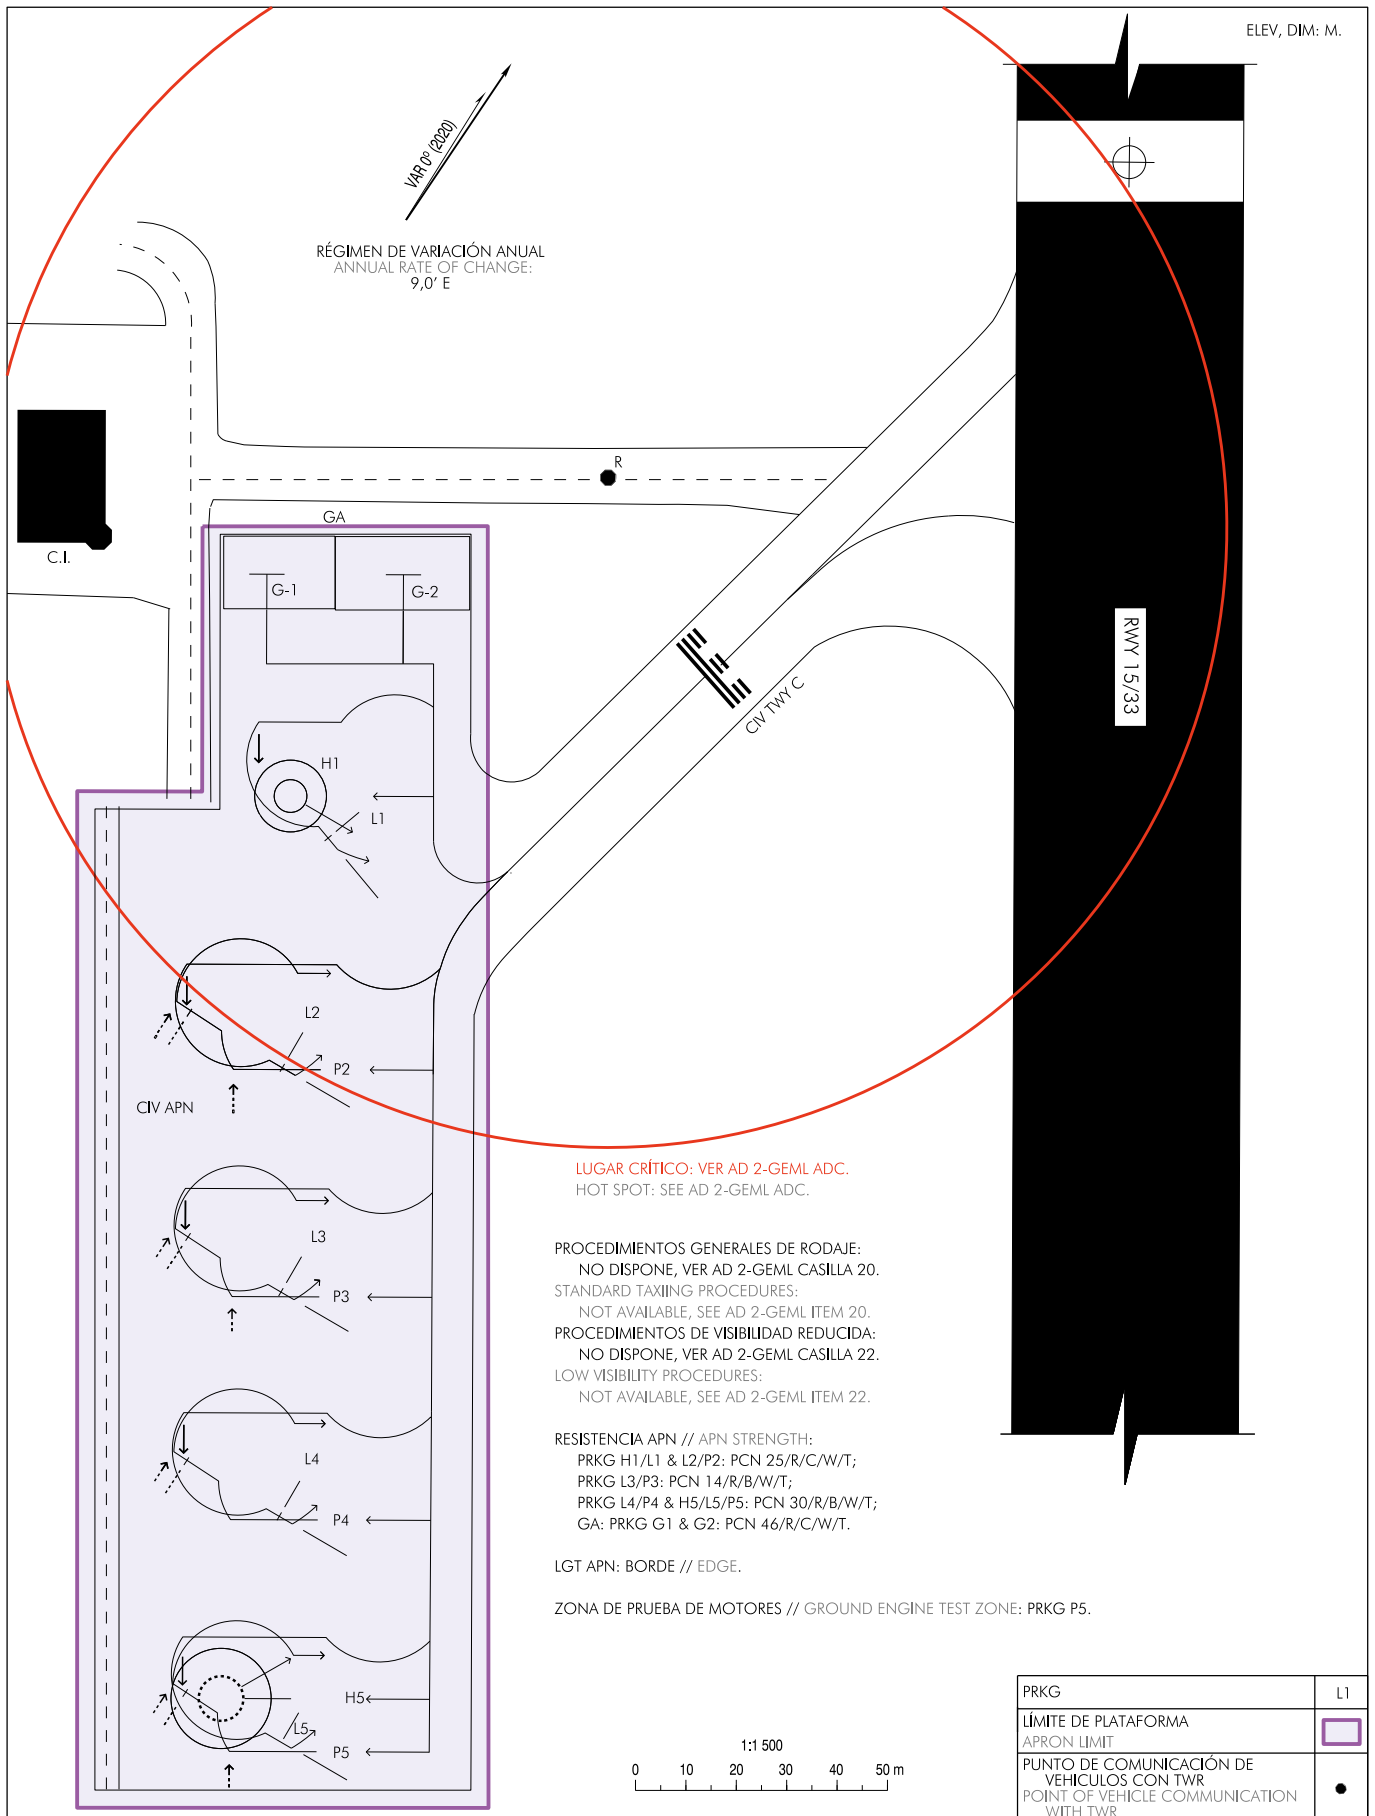 ELEV, DIM: M.
VAR 0° (2020)
RÉGIMEN DE VARIACIÓN ANUAL
ANNUAL RATE OF CHANGE:
9,0' E
R
GA
C.I.
G-1
G-2
RWY 15/33
CIV TWY C
H1
L1
L2
P2
CIV APN
L3
P3
L4
P4
H5
L5
P5
LUGAR CRÍTICO: VER AD 2-GEML ADC.
HOT SPOT: SEE AD 2-GEML ADC.
PROCEDIMIENTOS GENERALES DE RODAJE:
NO DISPONE, VER AD 2-GEML CASILLA 20.
STANDARD TAXIING PROCEDURES:
NOT AVAILABLE, SEE AD 2-GEML ITEM 20.
PROCEDIMIENTOS DE VISIBILIDAD REDUCIDA:
NO DISPONE, VER AD 2-GEML CASILLA 22.
LOW VISIBILITY PROCEDURES:
NOT AVAILABLE, SEE AD 2-GEML ITEM 22.
RESISTENCIA APN // APN STRENGTH:
PRKG H1/L1 & L2/P2: PCN 25/R/C/W/T;
PRKG L3/P3: PCN 14/R/B/W/T;
PRKG L4/P4 & H5/L5/P5: PCN 30/R/B/W/T;
GA: PRKG G1 & G2: PCN 46/R/C/W/T.
LGT APN: BORDE // EDGE.
ZONA DE PRUEBA DE MOTORES // GROUND ENGINE TEST ZONE: PRKG P5.
1:1 500
0 10 20 30 40 50 m
PRKG L1
LÍMITE DE PLATAFORMA
APRON LIMIT
PUNTO DE COMUNICACIÓN DE
VEHICULOS CON TWR
POINT OF VEHICLE COMMUNICATION
WITH TWR